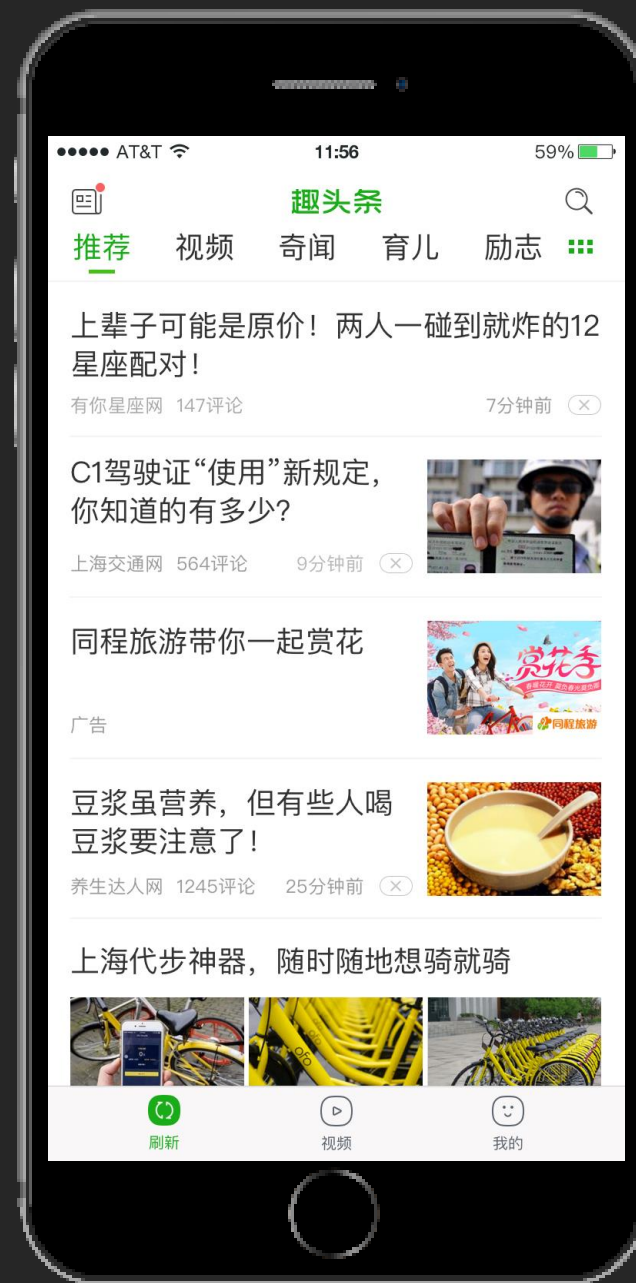 AT&T
11:56
59%
趣头条
推荐 视频 奇闻 育儿 励志
上辈子可能是原价！两人一碰到就炸的12
星座配对！
有你星座网 147评论 7分钟前
C1驾驶证“使用”新规定，
你知道的有多少？
上海交通网 564评论 9分钟前
同程旅游带你一起赏花
赏花季
同程旅游
广告
豆浆虽营养，但有些人喝
豆浆要注意了！
养生达人网 1245评论 25分钟前
上海代步神器，随时随地想骑就骑
ofo
刷新 视频 我的